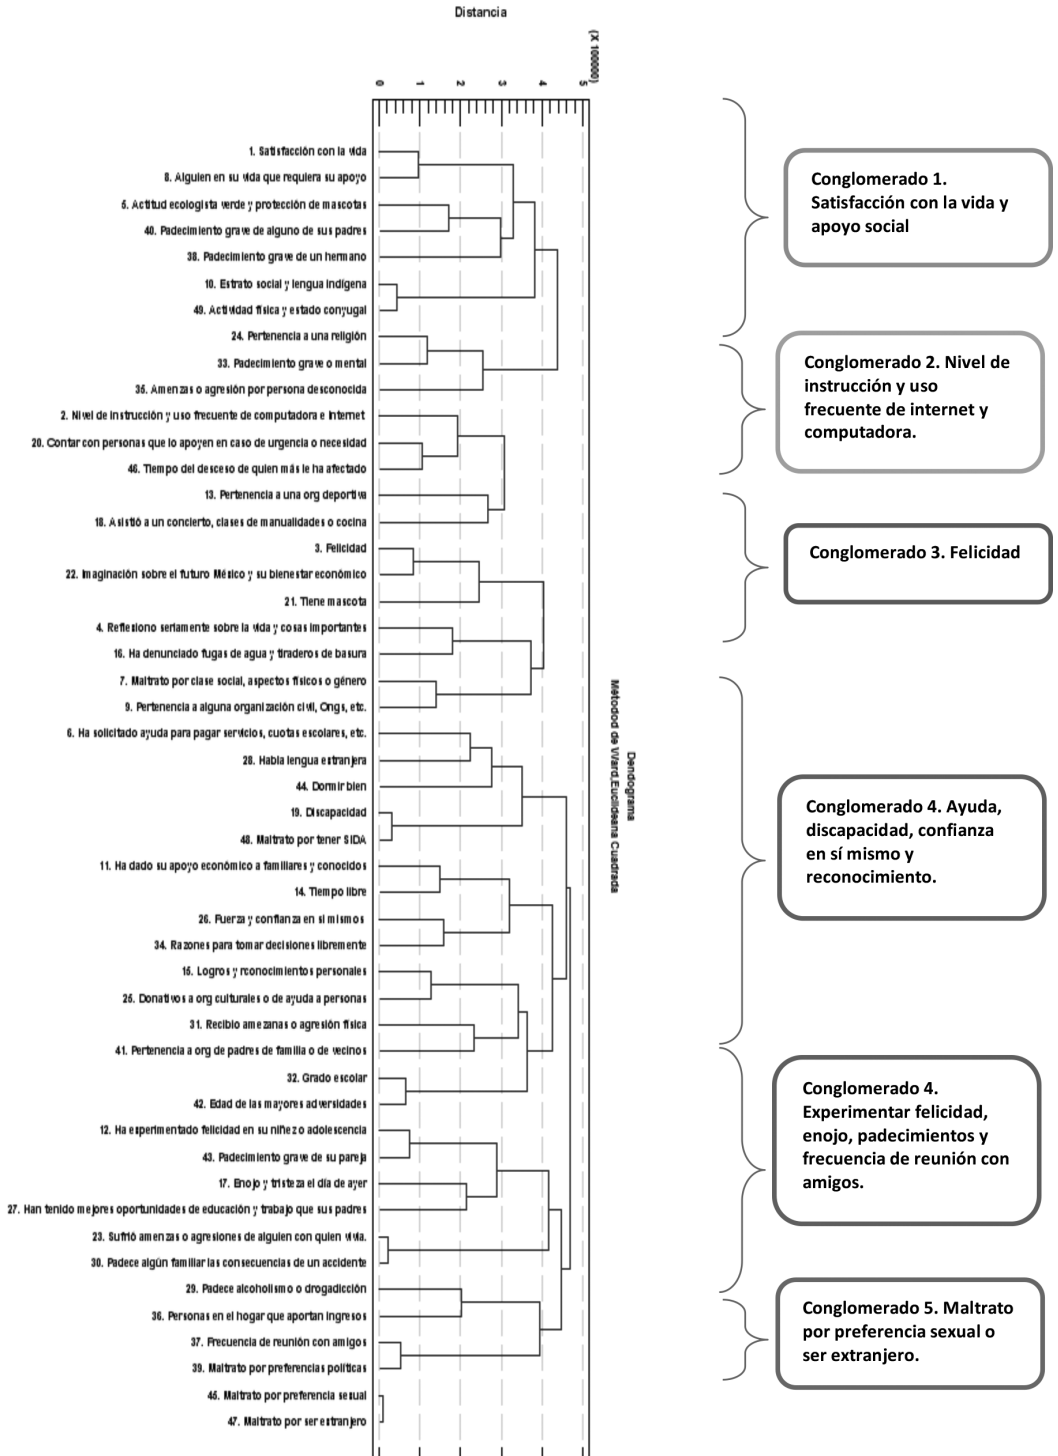 Distancia
(X 100000)
0 1 2 3 4 5
1. Satisfacción con la vida
8. Alguien en su vida que requiera su apoyo
5. Actitud ecologista verde y protección de mascotas
40. Padecimiento grave de alguno de sus padres
38. Padecimiento grave de un hermano
10. Estrato social y lengua indígena
49. Actividad física y estado conyugal
24. Pertenencia a una religión
33. Padecimiento grave o mental
35. Amenzas o agresión por persona desconocida
2. Nivel de instrucción y uso frecuente de computadora e internet
20. Contar con personas que lo apoyen en caso de urgencia o necesidad
46. Tiempo del desceso de quien más le ha afectado
13. Pertenencia a una org deportiva
18. Asistió a un concierto, clases de manualidades o cocina
3. Felicidad
22. Imaginación sobre el futuro México y su bienestar económico
21. Tiene mascota
4. Reflexiono seriamente sobre la vida y cosas importantes
16. Ha denunciado fugas de agua y tiraderos de basura
7. Maltrato por clase social, aspectos físicos o género
9. Pertenencia a alguna organización civil, Ongs, etc.
6. Ha solicitado ayuda para pagar servicios, cuotas escolares, etc.
28. Habla lengua extranjera
44. Dormir bien
19. Discapacidad
48. Maltrato por tener SIDA
11. Ha dado su apoyo económico a familiares y conocidos
14. Tiempo libre
26. Fuerza y confianza en si mismos
34. Razones para tomar decisiones libremente
15. Logros y rconocimientos personales
25. Donativos a org culturales o de ayuda a personas
31. Recibio amezanas o agresión física
41. Pertenencia a org de padres de familia o de vecinos
32. Grado escolar
42. Edad de las mayores adversidades
12. Ha experimentado felicidad en su niñez o adolescencia
43. Padecimiento grave de su pareja
17. Enojo y tristeza el día de ayer
27. Han tenido mejores oportunidades de educación y trabajo que sus padres
23. Sufrió amenzas o agresiones de alguien con quien vivía.
30. Padece algún familiar las consecuencias de un accidente
29. Padece alcoholismo o drogadicción
36. Personas en el hogar que aportan ingresos
37. Frecuencia de reunión con amigos
39. Maltrato por preferencias políticas
45. Maltrato por preferencia sexual
47. Maltrato por ser extranjero
Dendograma
Metodod de Ward,Euclideana Cuadrada
Conglomerado 1.
Satisfacción con la vida y
apoyo social
Conglomerado 2. Nivel de
instrucción y uso
frecuente de internet y
computadora.
Conglomerado 3. Felicidad
Conglomerado 4. Ayuda,
discapacidad, confianza
en sí mismo y
reconocimiento.
Conglomerado 4.
Experimentar felicidad,
enojo, padecimientos y
frecuencia de reunión con
amigos.
Conglomerado 5. Maltrato
por preferencia sexual o
ser extranjero.